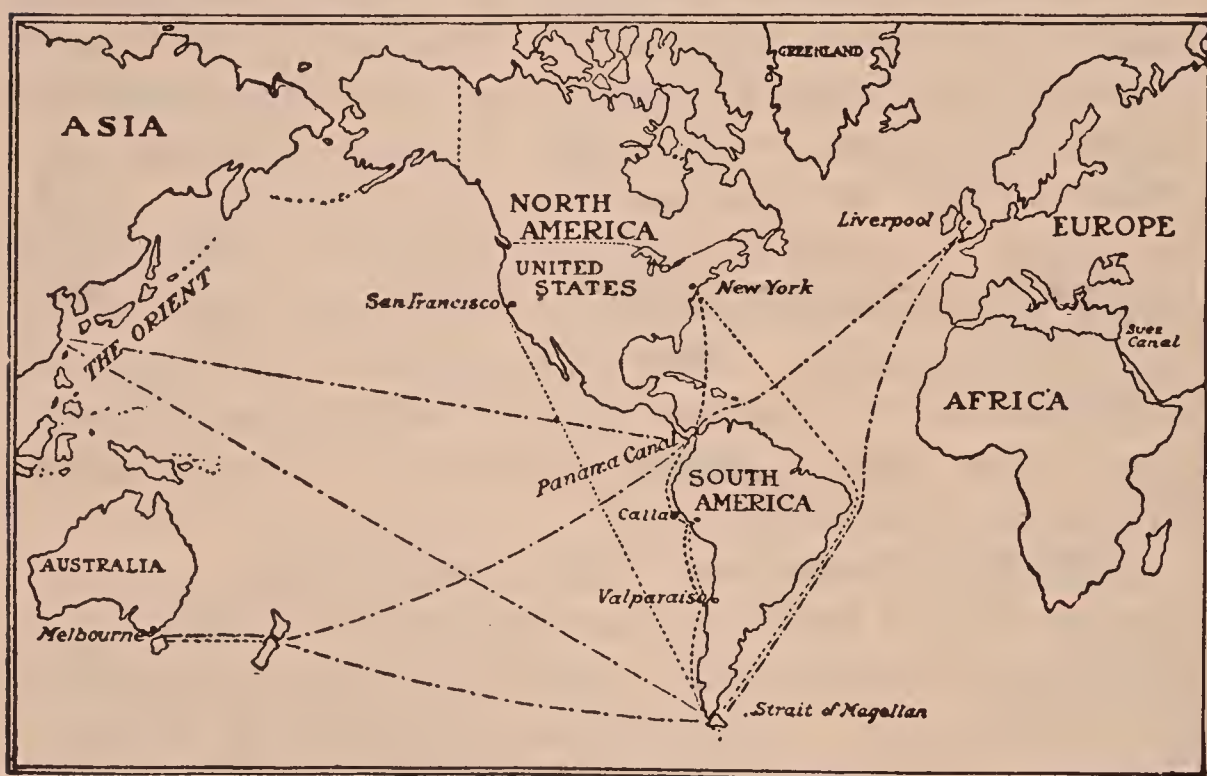 GREENLAND
ASIA
NORTH
AMERICA
Liverpool
EUROPE
UNITED
STATES
New York
San Francisco
THE ORIENT
Suez
Canal
AFRICA
Panama Canal
SOUTH
AMERICA
Calla
AUSTRALIA
Valparaiso
Melbourne
Strait of Magellan